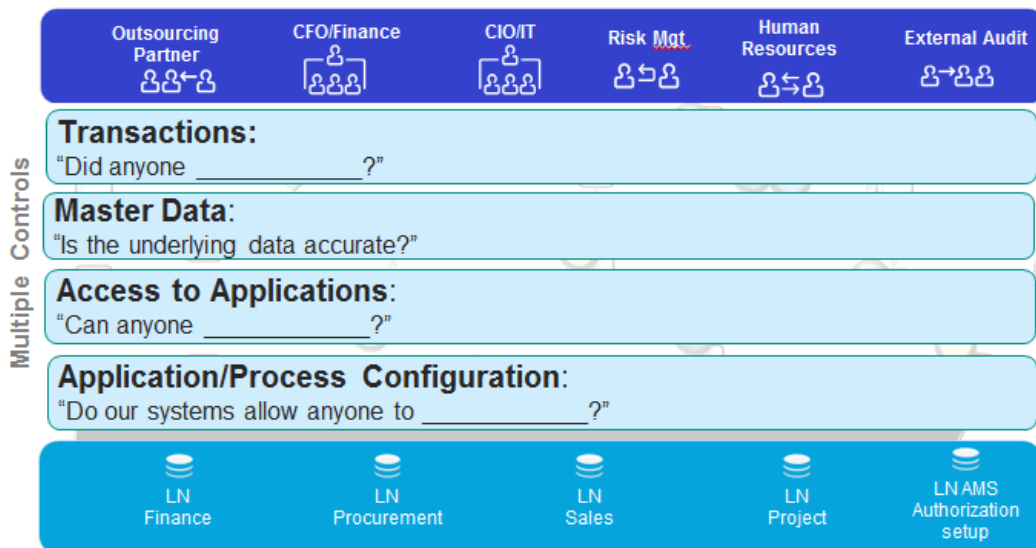 Outsourcing
Partner
CFO/Finance
CIO/IT
Risk Mgt
Human
Resources
External Audit
Multiple Controls
Transactions:
“Did anyone ____________?”
Master Data:
“Is the underlying data accurate?”
Access to Applications:
“Can anyone ____________?”
Application/Process Configuration:
“Do our systems allow anyone to ____________?”
LN
Finance
LN
Procurement
LN
Sales
LN
Project
LN AMS
Authorization
setup